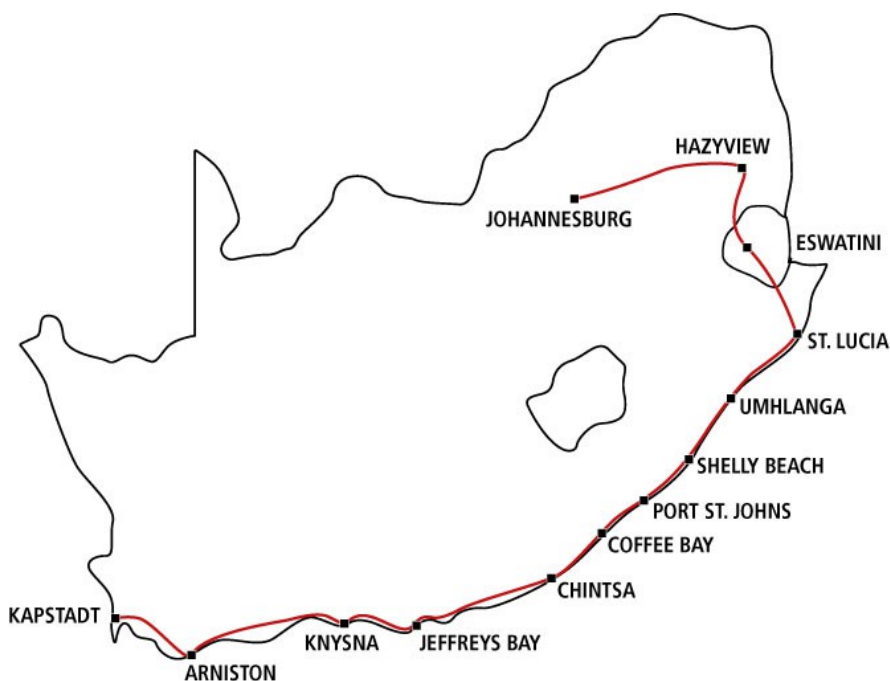 HAZYVIEW
JOHANNESBURG
ESWATINI
ST. LUCIA
UMHLANGA
SHELLY BEACH
PORT ST. JOHNS
COFFEE BAY
CHINTSA
KAPSTADT
KNYSNA
JEFFREYS BAY
ARNISTON